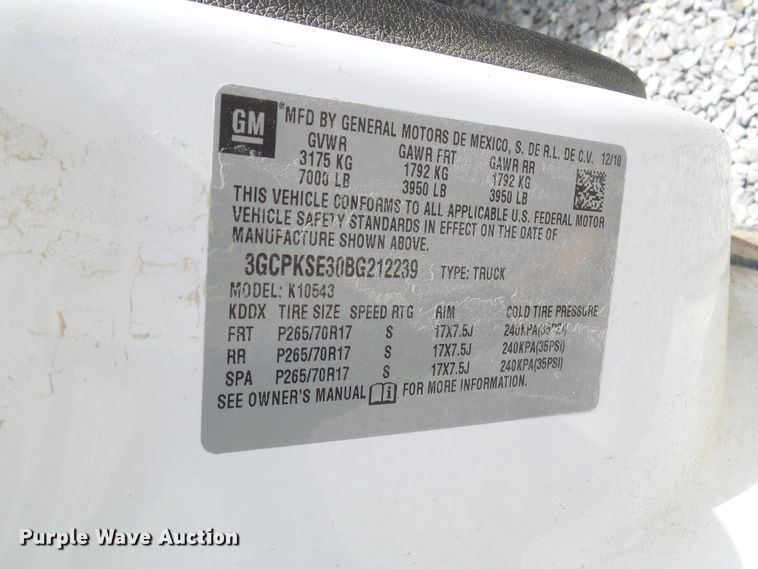 GM
®MFD BY GENERAL MOTORS DE MEXICO, S. DE R.L. DE C.V. 12/10
GVWR GAWR FRT GAWR RR
3175 KG 1792 KG 1792 KG
7000 LB 3950 LB 3950 LB
THIS VEHICLE CONFORMS TO ALL APPLICABLE U.S. FEDERAL MOTOR
VEHICLE SAFETY STANDARDS IN EFFECT ON THE DATE OF
MANUFACTURE SHOWN ABOVE.
3GCPKSE30BG212239 TYPE: TRUCK
MODEL: K10543
KDDX TIRE SIZE SPEED RTG RIM COLD TIRE PRESSURE
FRT P265/70R17 S 17X7.5J 240KPA(35PSI)
RR P265/70R17 S 17X7.5J 240KPA(35PSI)
SPA P265/70R17 S 17X7.5J 240KPA(35PSI)
SEE OWNER'S MANUAL i FOR MORE INFORMATION.
Purple Wave Auction